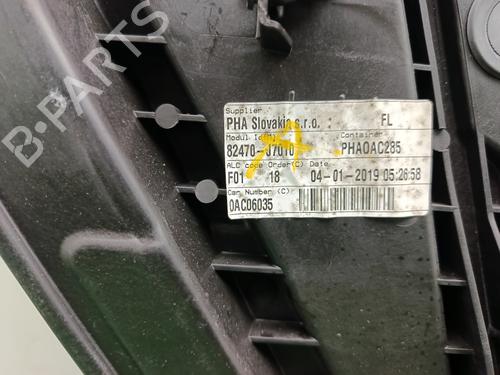 Supplier:
PHA Slovakia s.r.o. : FL
Container
82470-J7010 PHAOAC285
ALC code Order(C) Date
F01 18 04-01-2019 05:26:58
Car Number (C)
0AC06035
B-PARTS